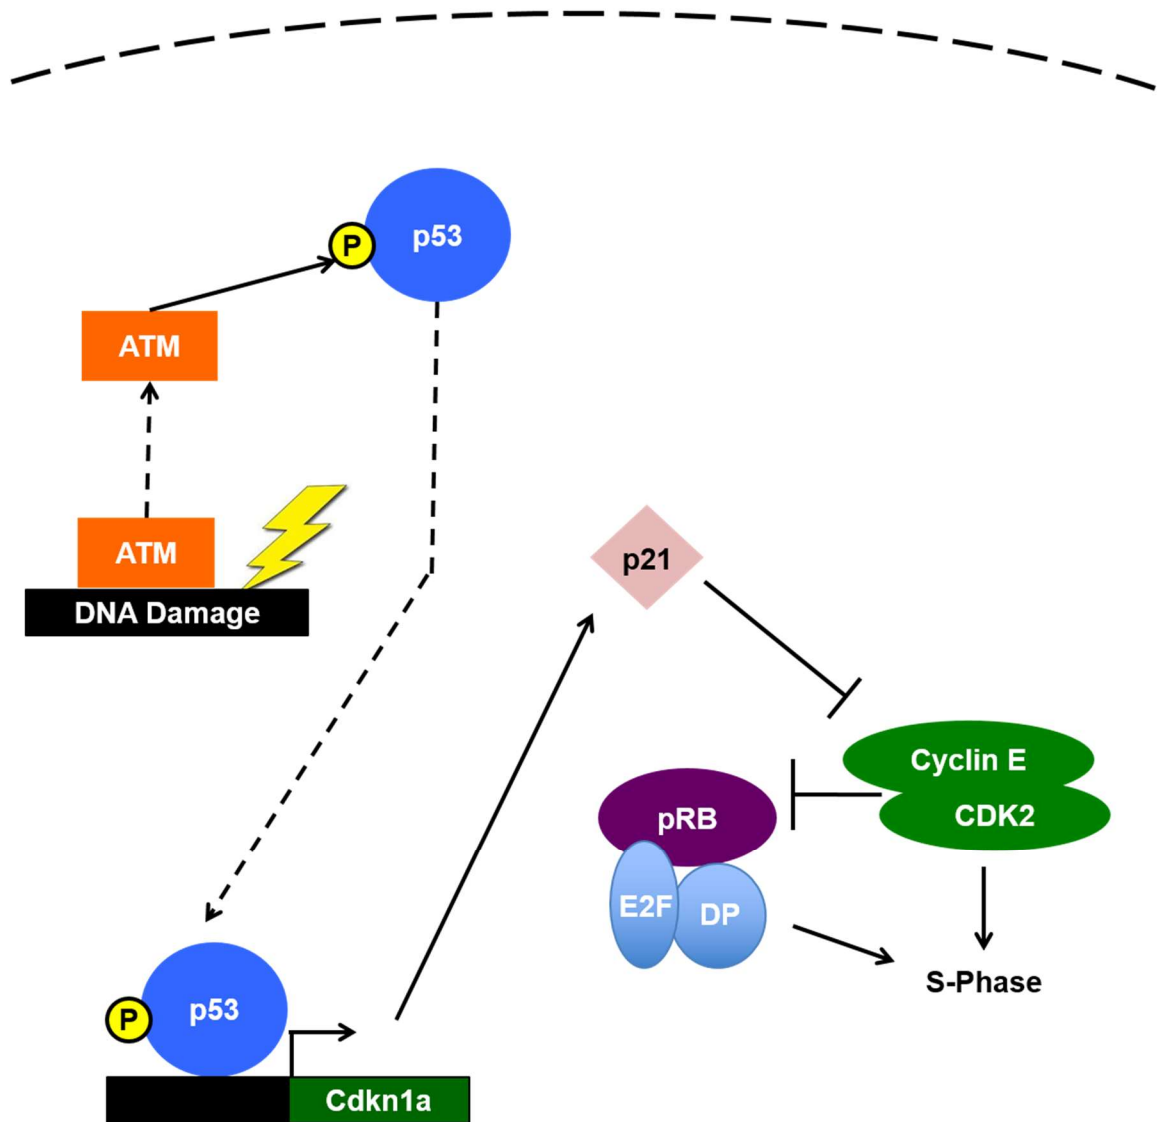 P
p53
ATM
ATM
DNA Damage
p21
Cyclin E
CDK2
pRB
E2F
DP
S-Phase
P
p53
Cdkn1a